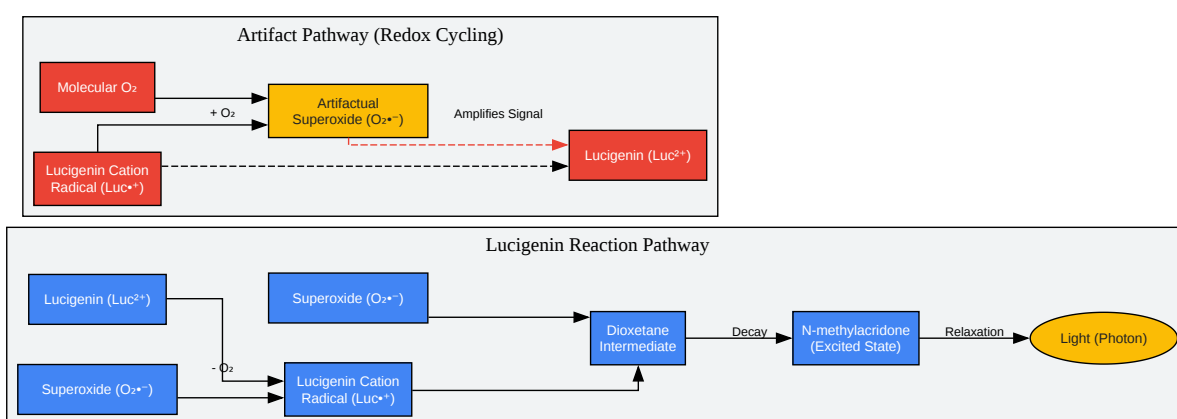 Artifact Pathway (Redox Cycling)
Molecular O₂
+ O₂
Artifactual
Superoxide (O₂•⁻)
Amplifies Signal
Lucigenin Cation
Radical (Luc•⁺)
Lucigenin (Luc²⁺)
Lucigenin Reaction Pathway
Lucigenin (Luc²⁺)
Superoxide (O₂•⁻)
Dioxetane
Intermediate
Decay
N-methylacridone
(Excited State)
Relaxation
Light (Photon)
- O₂
Superoxide (O₂•⁻)
Lucigenin Cation
Radical (Luc•⁺)